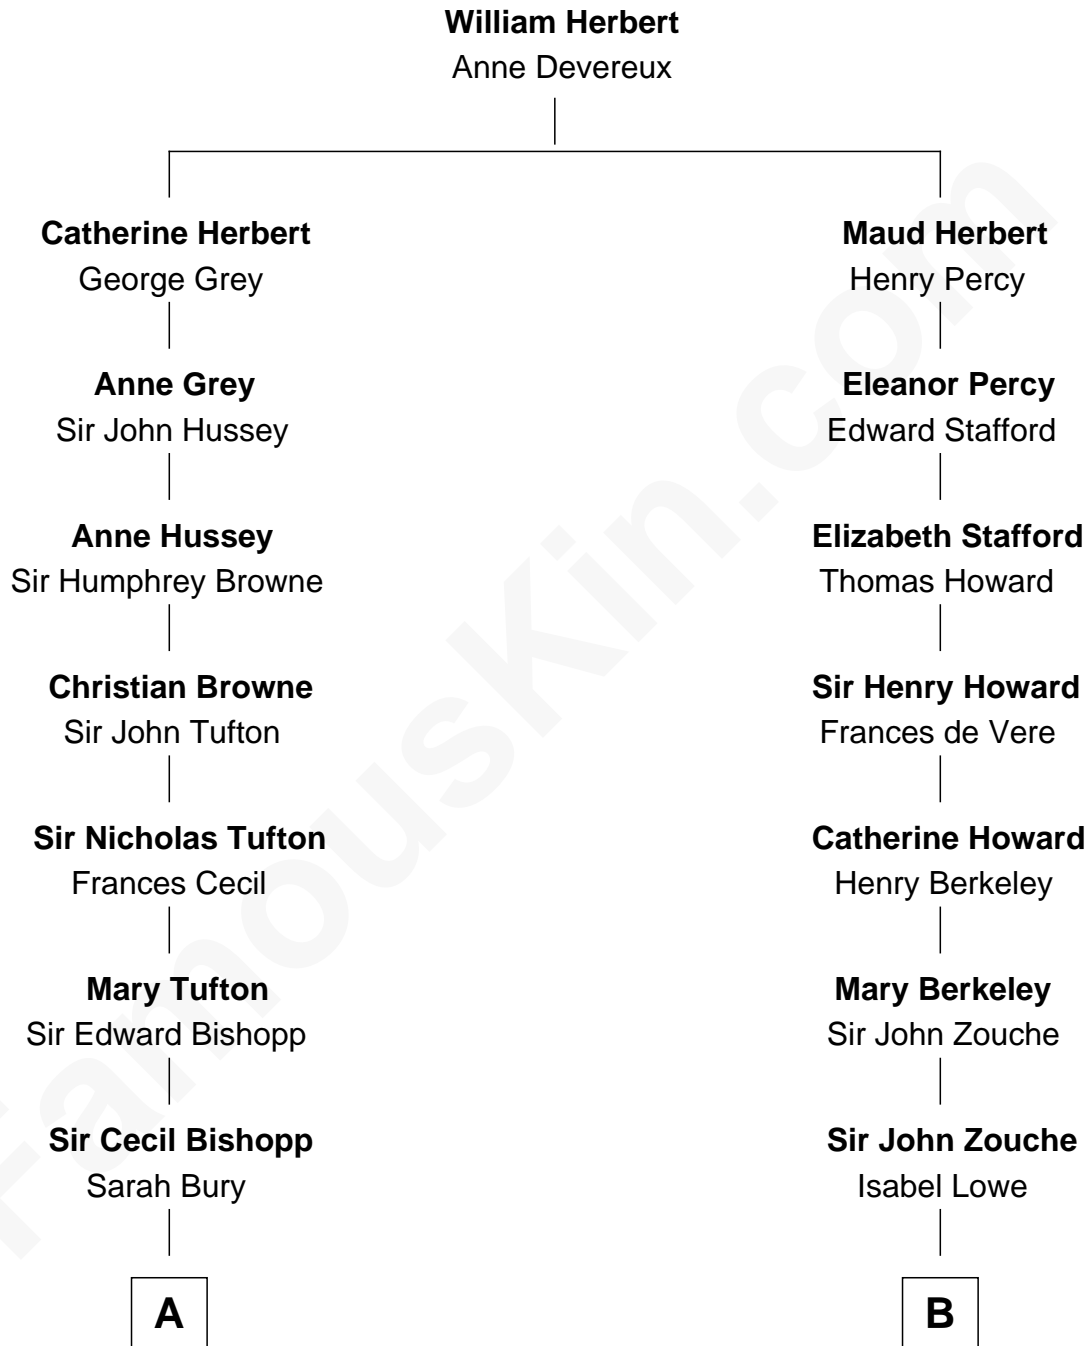 William Herbert
Anne Devereux
Catherine Herbert
George Grey
Maud Herbert
Henry Percy
Anne Grey
Sir John Hussey
Eleanor Percy
Edward Stafford
Anne Hussey
Sir Humphrey Browne
Elizabeth Stafford
Thomas Howard
Christian Browne
Sir John Tufton
Sir Henry Howard
Frances de Vere
Sir Nicholas Tufton
Frances Cecil
Catherine Howard
Henry Berkeley
Mary Tufton
Sir Edward Bishopp
Mary Berkeley
Sir John Zouche
Sir Cecil Bishopp
Sarah Bury
Sir John Zouche
Isabel Lowe
A
B
FamousKin.com